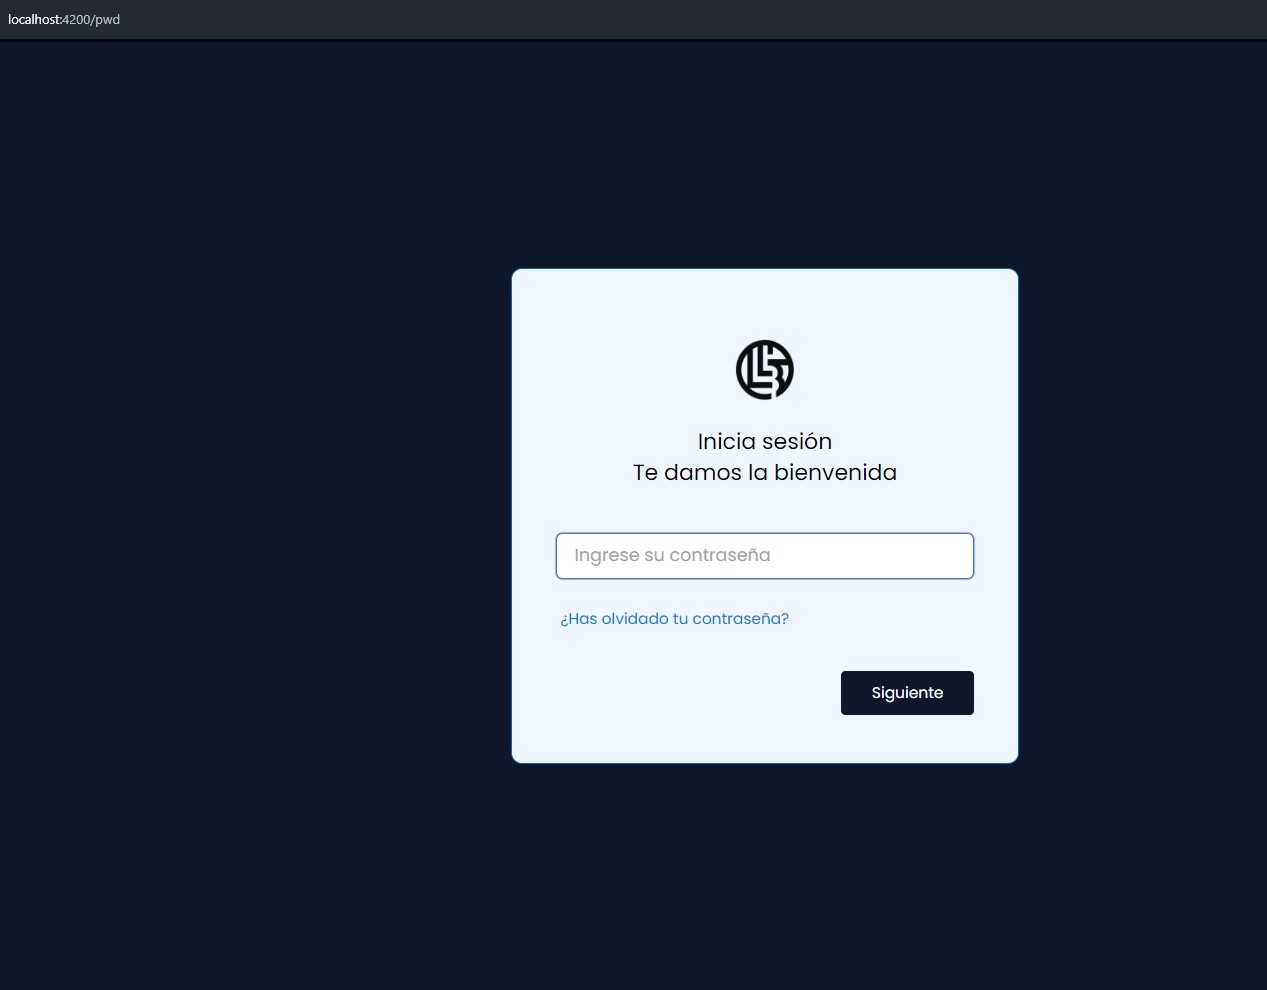 localhost:4200/pwd
Inicia sesión
Te damos la bienvenida
Ingrese su contraseña
¿Has olvidado tu contraseña?
Siguiente